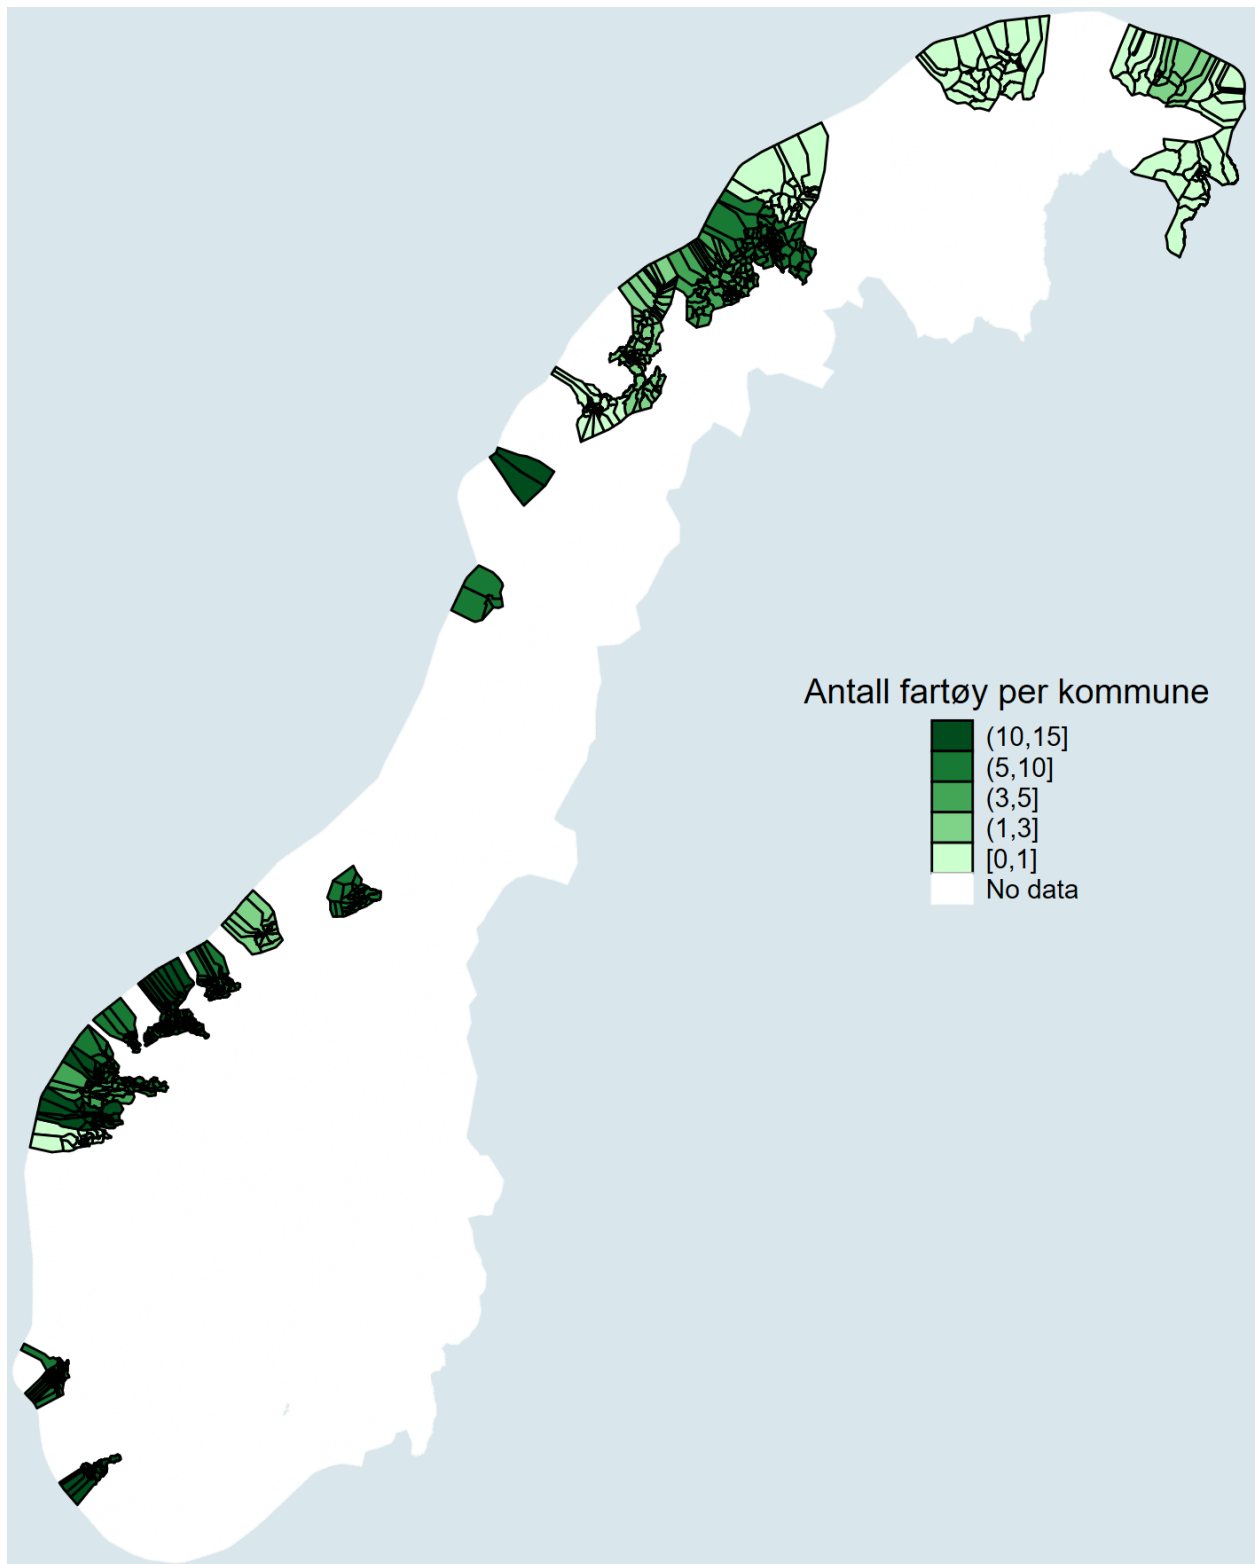 Antall fartøy per kommune
(10,15]
(5,10]
(3,5]
(1,3]
[0,1]
No data